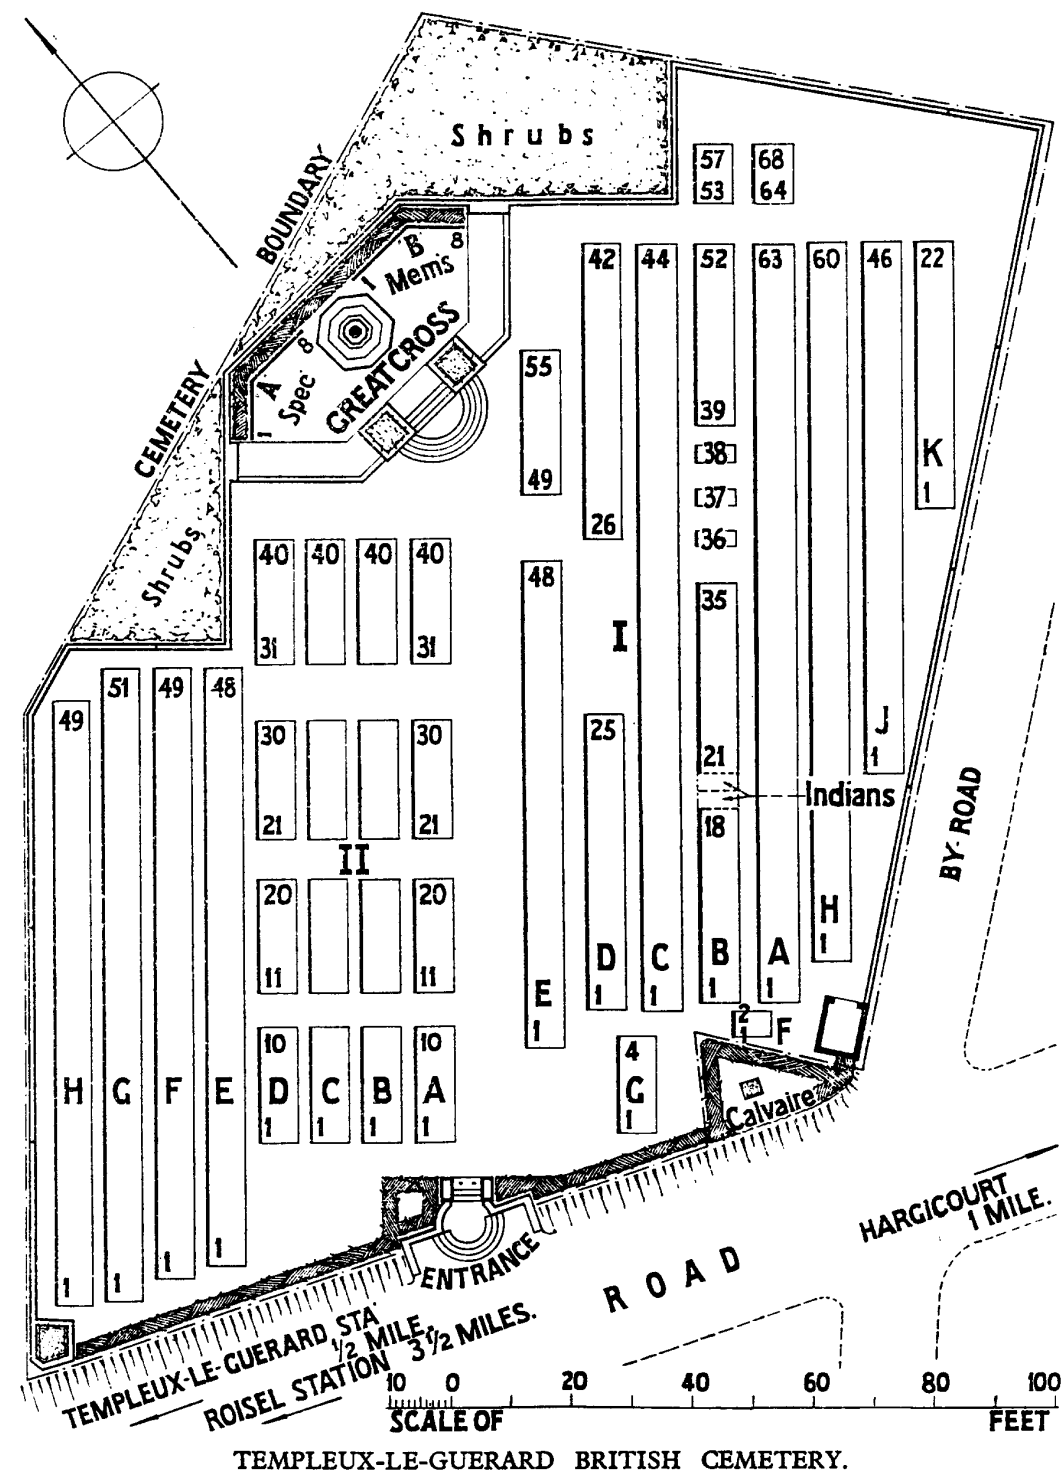 Shrubs
BOUNDARY
CEMETERY
Shrubs
B 8
1 Mems
A 8
1 Spec
GREAT CROSS
57 68
53 64
42 44 52 63 60 46 22
55
49
39
38
37
36
K
1
26
40 40 40 40
31 31
48
35
I
51 49 48
49
25
30 30
21 21
21
J
1
Indians
18
II
BY-ROAD
20 20
11 11
H
1
D C B A
1 1 1 1
E
1
2
1 F
10 10
4
G
1
Calvaire
H G F E D C B A
1 1 1 1
1 1 1 1
ENTRANCE
ROAD
HARGICOURT
1 MILE.
TEMPLEUX-LE-GUERARD STA
1/2 MILE.
ROISEL STATION 3 1/2 MILES.
10 0 20 40 60 80 100
SCALE OF FEET
TEMPLEUX-LE-GUERARD BRITISH CEMETERY.